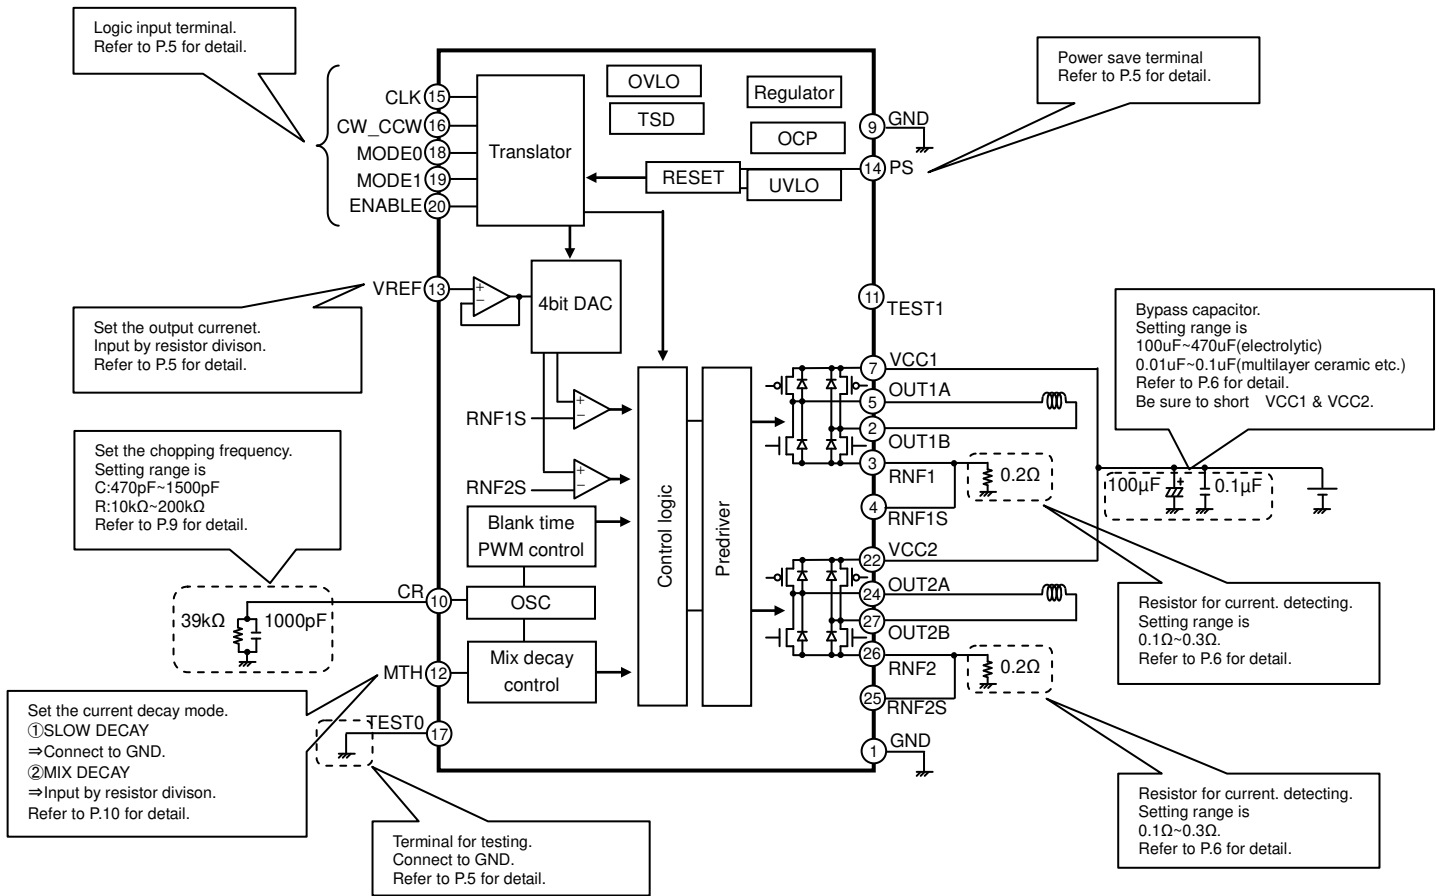 Logic input terminal.
Refer to P.5 for detail.
Power save terminal
Refer to P.5 for detail.
CLK 15
CW_CCW 16
MODE0 18
MODE1 19
ENABLE 20
Translator
OVLO
TSD
Regulator
OCP
RESET
UVLO
9 GND
14 PS
VREF 13
4bit DAC
11
TEST1
Set the output currenet.
Input by resistor divison.
Refer to P.5 for detail.
Bypass capacitor.
Setting range is
100uF~470uF(electrolytic)
0.01uF~0.1uF(multilayer ceramic etc.)
Refer to P.6 for detail.
Be sure to short VCC1 & VCC2.
RNF1S
RNF2S
Blank time
PWM control
OSC
Mix decay
control
Control logic
Predriver
7 VCC1
5 OUT1A
2 OUT1B
3 RNF1
4 RNF1S
0.2Ω
100µF
+
0.1µF
22 VCC2
24 OUT2A
27 OUT2B
26 RNF2
25 RNF2S
0.2Ω
1 GND
Set the chopping frequency.
Setting range is
C:470pF~1500pF
R:10kΩ~200kΩ
Refer to P.9 for detail.
CR 10
39kΩ
1000pF
MTH 12
TEST0 17
Set the current decay mode.
①SLOW DECAY
⇒Connect to GND.
②MIX DECAY
⇒Input by resistor divison.
Refer to P.10 for detail.
Terminal for testing.
Connect to GND.
Refer to P.5 for detail.
Resistor for current. detecting.
Setting range is
0.1Ω~0.3Ω.
Refer to P.6 for detail.
Resistor for current. detecting.
Setting range is
0.1Ω~0.3Ω.
Refer to P.6 for detail.